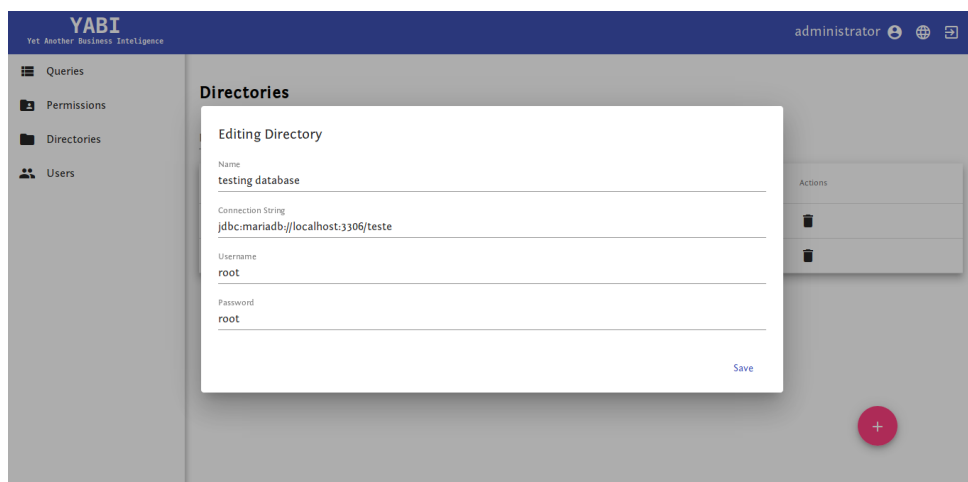 YABI
Yet Another Business Inteligence
administrator
Queries
Permissions
Directories
Users
Directories
Editing Directory
Name
testing database
Connection String
jdbc:mariadb://localhost:3306/teste
Username
root
Password
root
Save
Actions